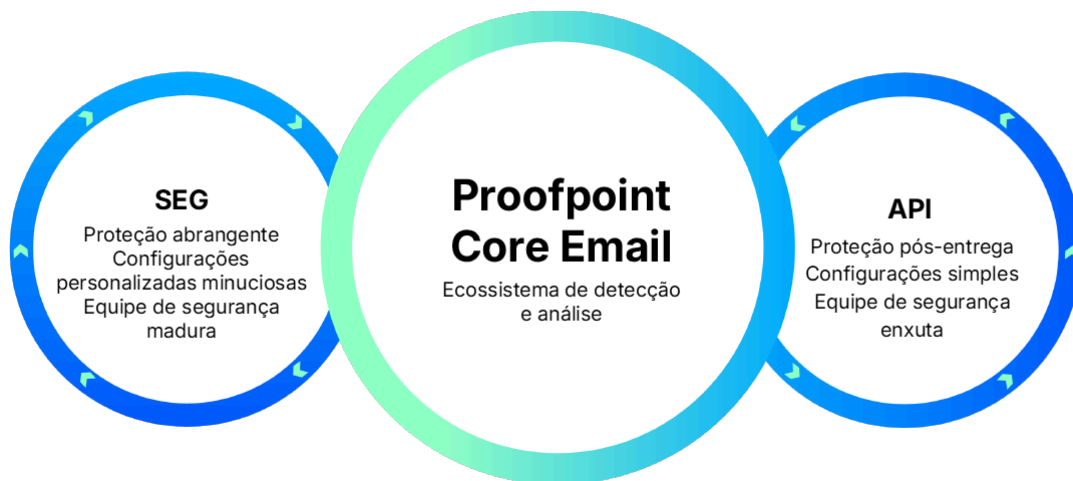 SEG
Proteção abrangente
Configurações
personalizadas minuciosas
Equipe de segurança
madura
Proofpoint
Core Email
Ecossistema de detecção
e análise
API
Proteção pós-entrega
Configurações simples
Equipe de segurança
enxuta